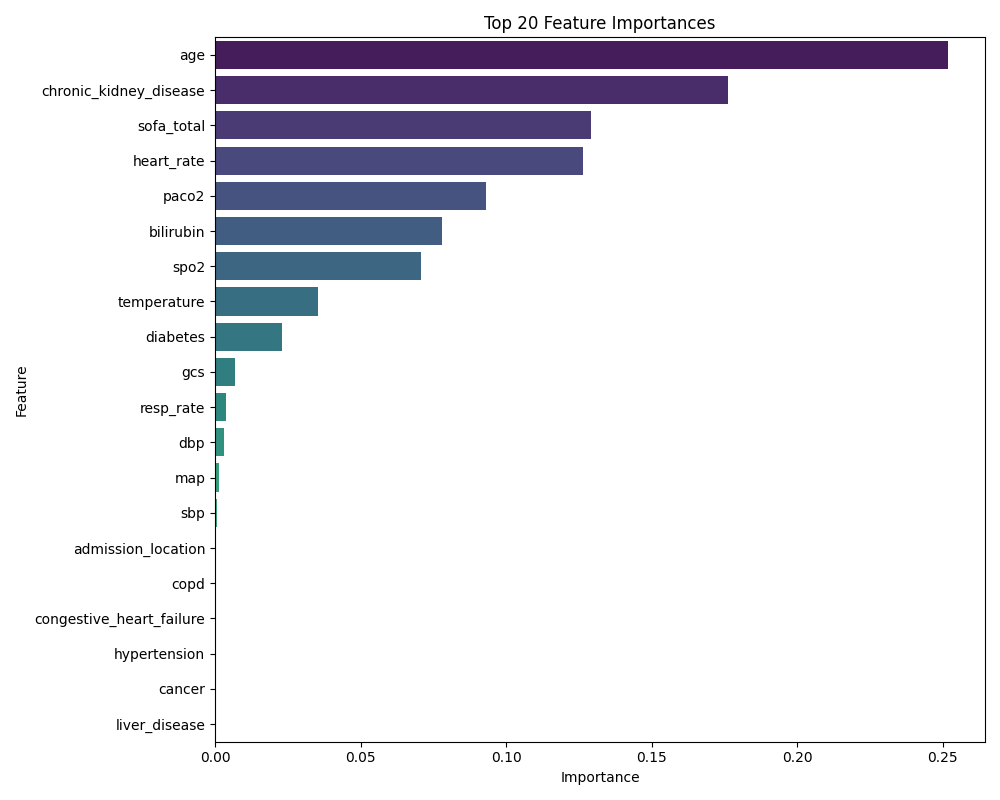 Top 20 Feature Importances
age
chronic_kidney_disease
sofa_total
heart_rate
paco2
bilirubin
spo2
temperature
diabetes
gcs
resp_rate
dbp
map
sbp
admission_location
copd
congestive_heart_failure
hypertension
cancer
liver_disease
Feature
0.00 0.05 0.10 0.15 0.20 0.25
Importance